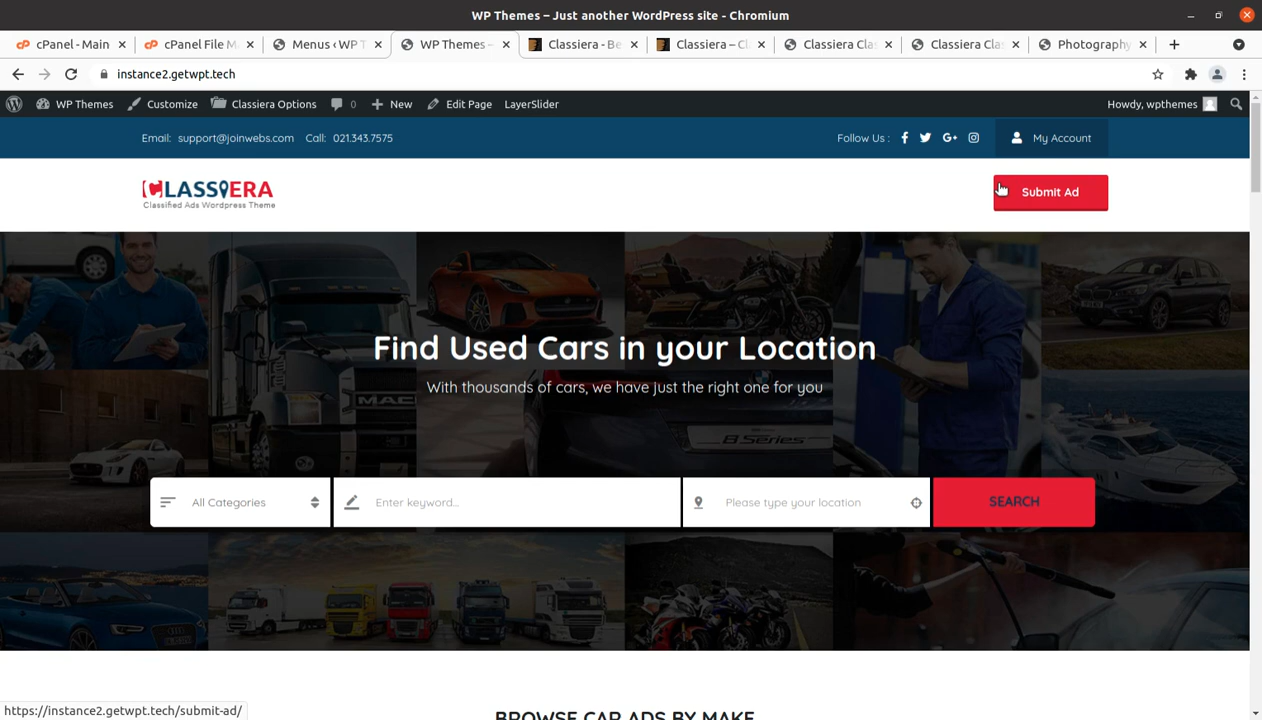 WP Themes – Just another WordPress site - Chromium
cPanel - Main
cPanel File M
Menus ‹ WP T
WP Themes –
Classiera - Be
Classiera – Cl
Classiera Cla
Classiera Cla
Photography
instance2.getwpt.tech
WP Themes Customize Classiera Options 0 New Edit Page LayerSlider Howdy, wpthemes
Email: support@joinwebs.com Call: 021.343.7575 Follow Us : My Account
CLASSIERA
Classified Ads Wordpress Theme
Submit Ad
Find Used Cars in your Location
With thousands of cars, we have just the right one for you
MACK
8 Series
All Categories Enter keyword... Please type your location SEARCH
BROWSE CAR ADS BY MAKE
https://instance2.getwpt.tech/submit-ad/